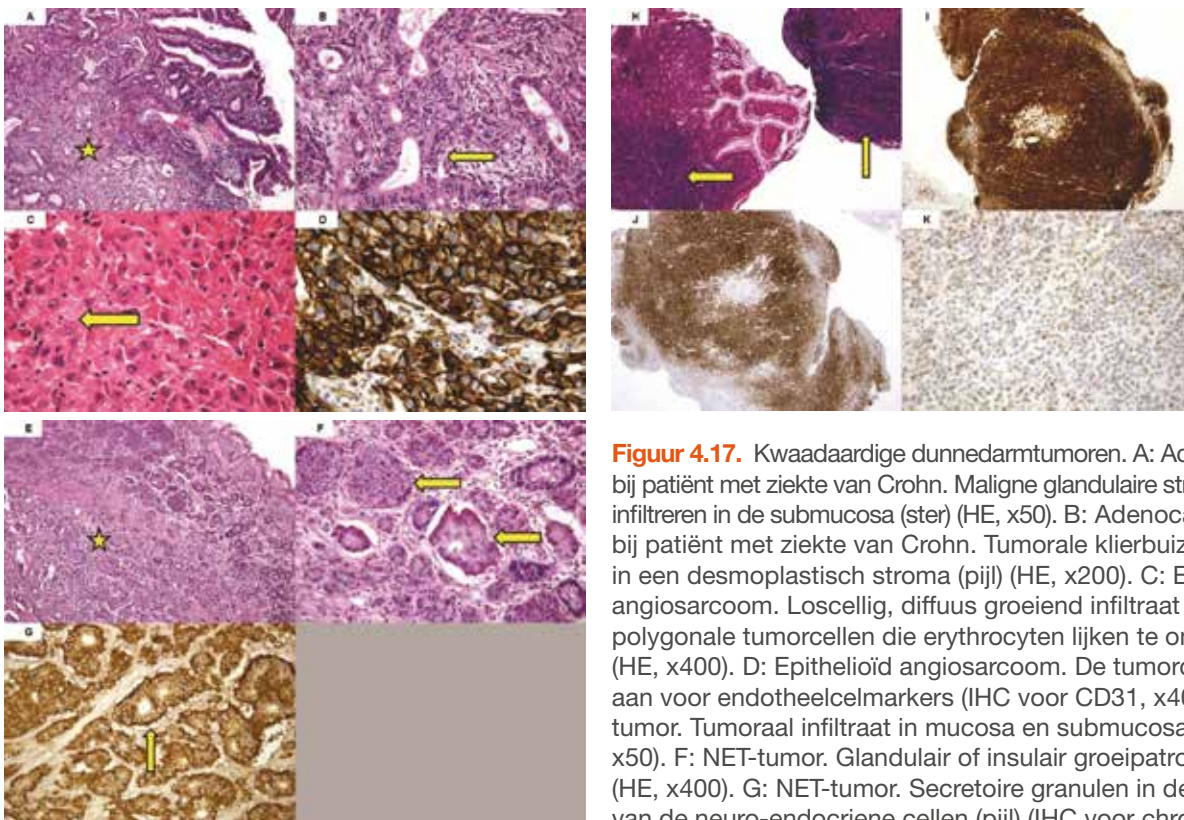 A
B
C
D
E
F
G
H
I
J
K
Figuur 4.17. Kwaadaardige dunnedarmtumoren. A: Ad
bij patiënt met ziekte van Crohn. Maligne glandulaire str
infiltreren in de submucosa (ster) (HE, x50). B: Adenoca
bij patiënt met ziekte van Crohn. Tumorale klierbuiz
in een desmoplastisch stroma (pijl) (HE, x200). C: E
angiosarcoom. Loscellig, diffuus groeiend infiltraat
polygonale tumorcellen die erythrocyten lijken te or
(HE, x400). D: Epithelioïd angiosarcoom. De tumorc
aan voor endotheelcelmarkers (IHC voor CD31, x40
tumor. Tumoraal infiltraat in mucosa en submucosa
x50). F: NET-tumor. Glandulair of insulair groeipatro
(HE, x400). G: NET-tumor. Secretoire granulen in de
van de neuro-endocriene cellen (pijl) (IHC voor chro